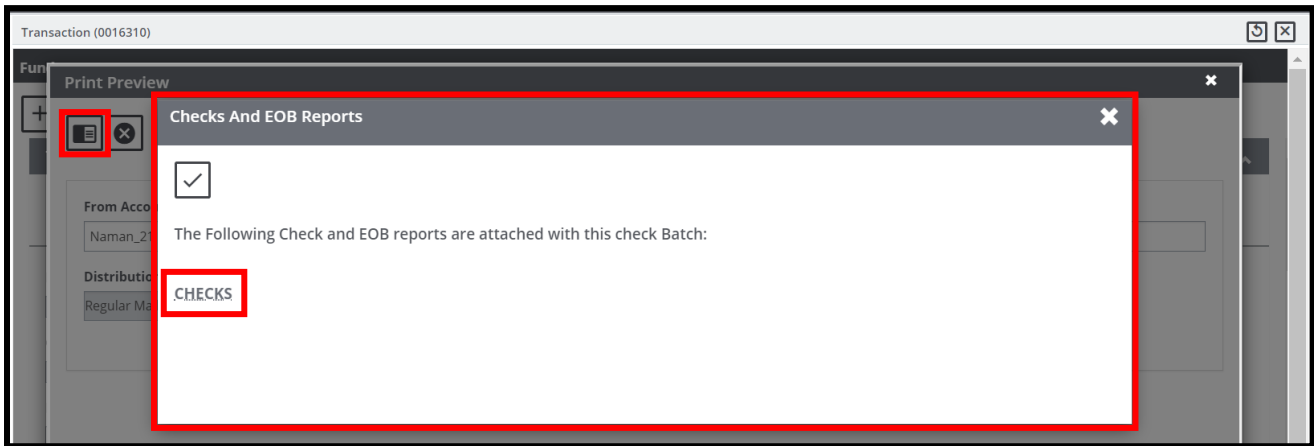 Transaction (0016310)
Print Preview
Checks And EOB Reports
From Acco
Naman_21
The Following Check and EOB reports are attached with this check Batch:
Distributio
CHECKS
Regular Ma